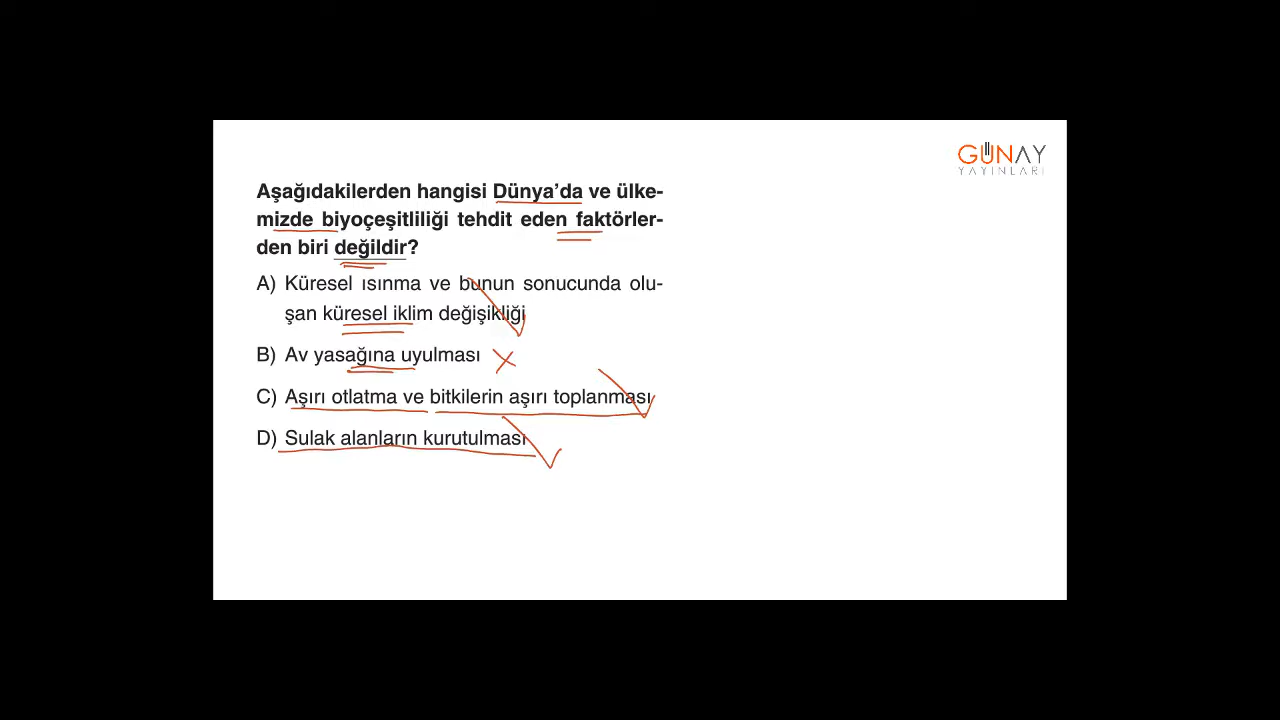 GÜNAY
YAYINLARI
Aşağıdakilerden hangisi Dünya’da ve ülke-
mizde biyoçeşitliliği tehdit eden faktörler-
den biri değildir?
A) Küresel ısınma ve bunun sonucunda olu-
şan küresel iklim değişikliği
B) Av yasağına uyulması
C) Aşırı otlatma ve bitkilerin aşırı toplanması
D) Sulak alanların kurutulması